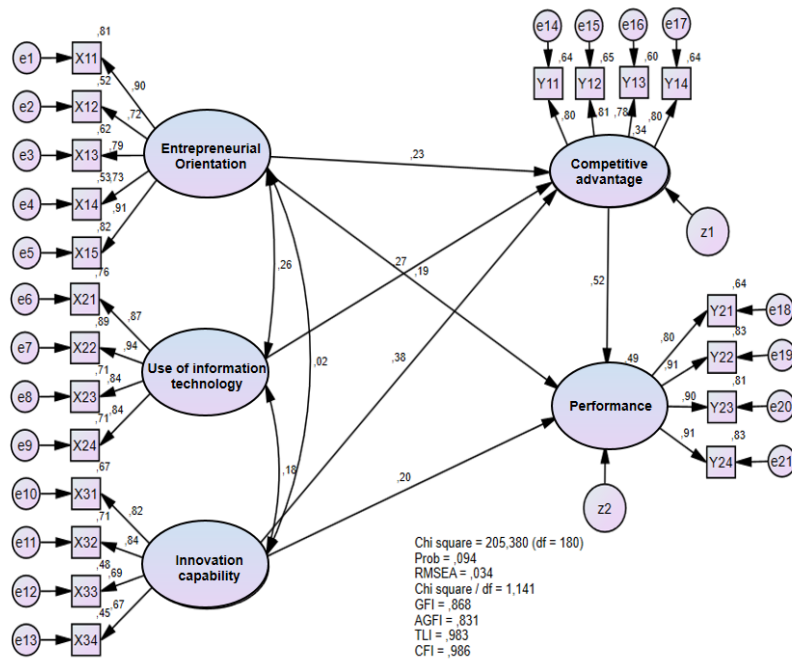 ,81
e1
X11
,90
,52
e2
X12
,72
,62
e3
X13
,79
,53
,73
e4
X14
,91
,82
e5
X15
Entrepreneurial
Orientation
,76
e6
X21
,87
,89
e7
X22
,94
,71
e8
X23
,84
,71
,84
e9
X24
Use of information
technology
,67
e10
X31
,82
,71
e11
X32
,84
,48
e12
X33
,69
,45
,67
e13
X34
Innovation
capability
,26
,02
,18
,23
,27
,19
,38
,20
,52
e14
e15
e16
e17
,64
,65
,60
,64
Y11
Y12
Y13
Y14
,80
,81
,78
,80
,34
Competitive
advantage
z1
,49
Performance
z2
,64
Y21
e18
,80
,83
Y22
e19
,91
,81
Y23
e20
,90
,83
Y24
e21
,91
Chi square = 205,380 (df = 180)
Prob = ,094
RMSEA = ,034
Chi square / df = 1,141
GFI = ,868
AGFI = ,831
TLI = ,983
CFI = ,986